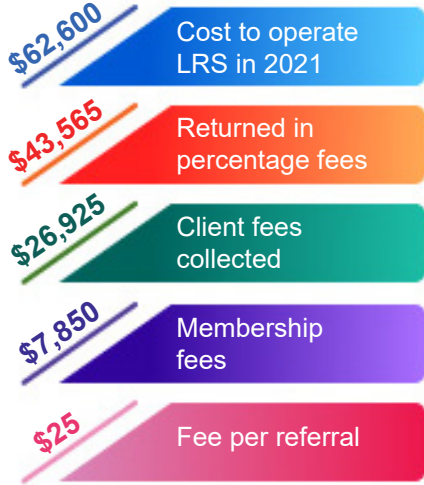 $62,600
Cost to operate
LRS in 2021
$43,565
Returned in
percentage fees
$26,925
Client fees
collected
$7,850
Membership
fees
$25
Fee per referral